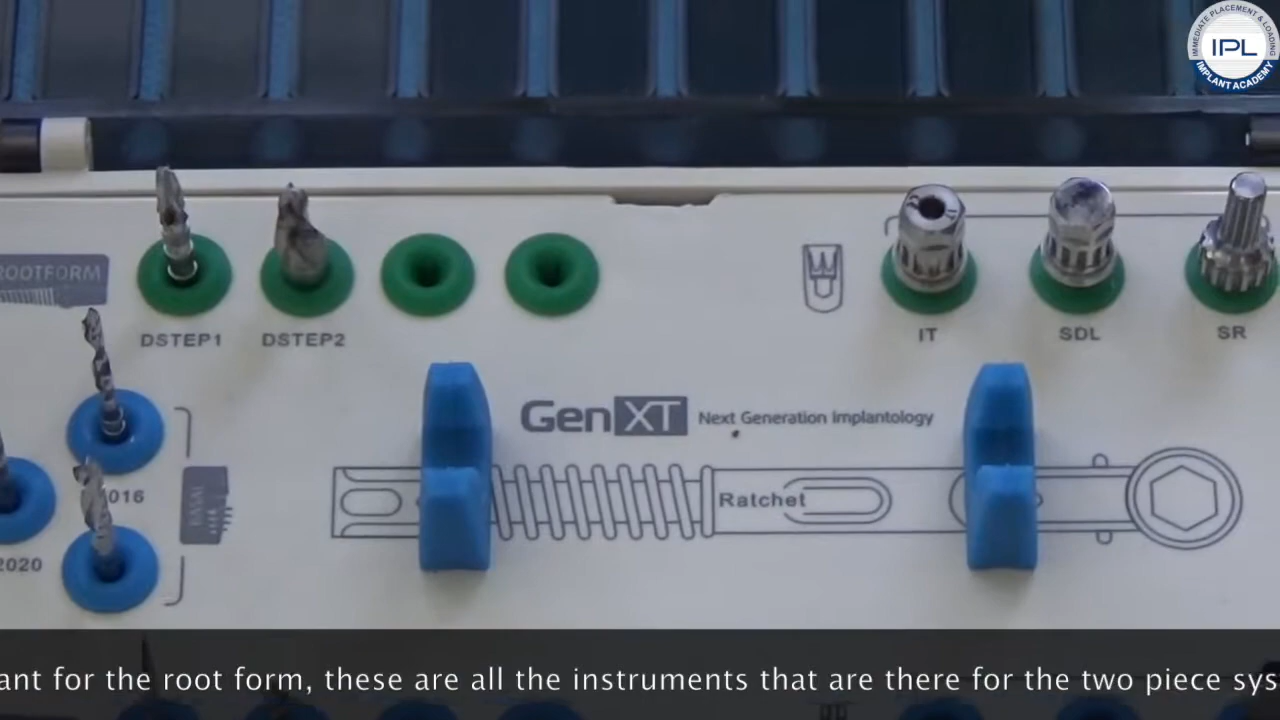 IMMEDIATE PLACEMENT & LOADING
IPL
IMPLANT ACADEMY
ROOTFORM
DSTEP1
DSTEP2
IT
SDL
SR
GenXT Next Generation Implantology
016
BASAL
Ratchet
2020
ant for the root form, these are all the instruments that are there for the two piece sys